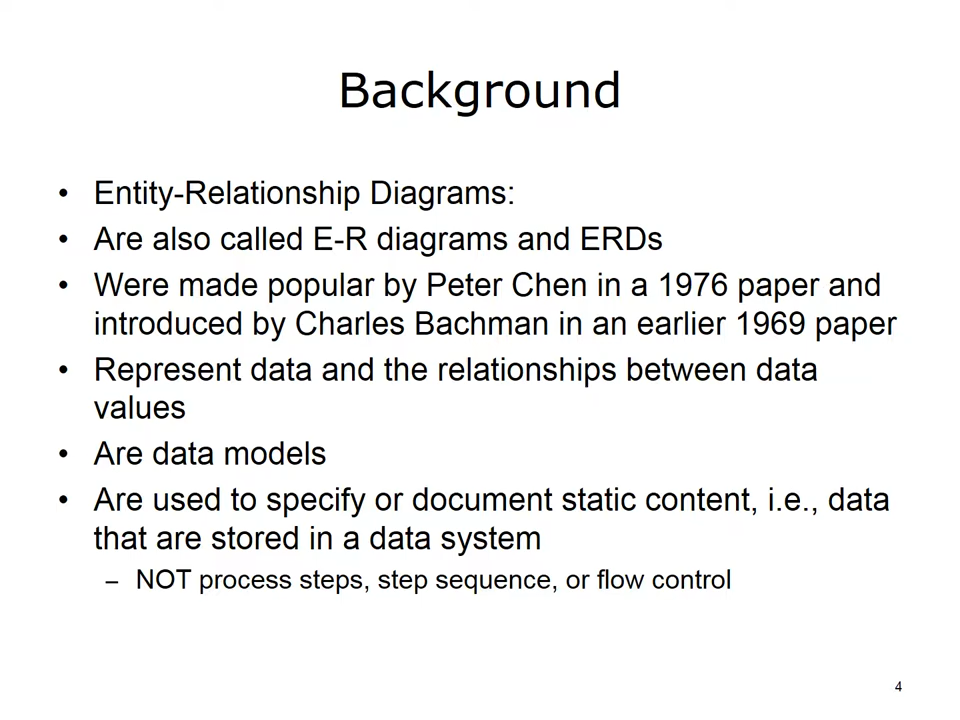 Background
• Entity-Relationship Diagrams:
• Are also called E-R diagrams and ERDs
• Were made popular by Peter Chen in a 1976 paper and
introduced by Charles Bachman in an earlier 1969 paper
• Represent data and the relationships between data
values
• Are data models
• Are used to specify or document static content, i.e., data
that are stored in a data system
– NOT process steps, step sequence, or flow control
4